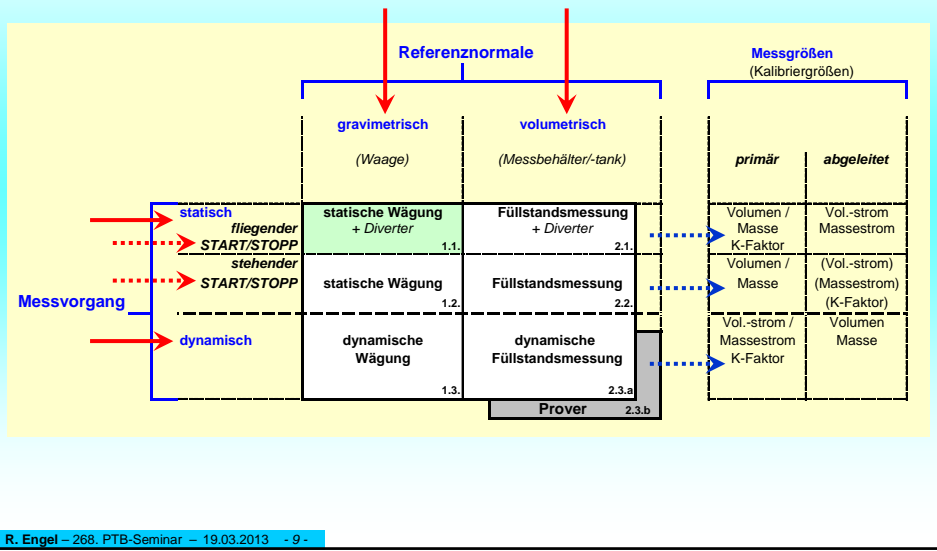 Referenznormale
Messgrößen
(Kalibriergrößen)
gravimetrisch
volumetrisch
(Waage)
(Messbehälter/-tank)
primär
abgeleitet
statisch
fliegender
START/STOPP
statische Wägung
+ Diverter
1.1.
Füllstandsmessung
+ Diverter
2.1.
Volumen /
Masse
K-Faktor
Vol.-strom
Massestrom
stehender
START/STOPP
statische Wägung
1.2.
Füllstandsmessung
2.2.
Volumen /
Masse
(Vol.-strom)
(Massestrom)
(K-Faktor)
Messvorgang
dynamisch
dynamische
Wägung
1.3.
dynamische
Füllstandsmessung
2.3.a
Vol.-strom /
Massestrom
K-Faktor
Volumen
Masse
Prover 2.3.b
R. Engel – 268. PTB-Seminar – 19.03.2013 - 9 -